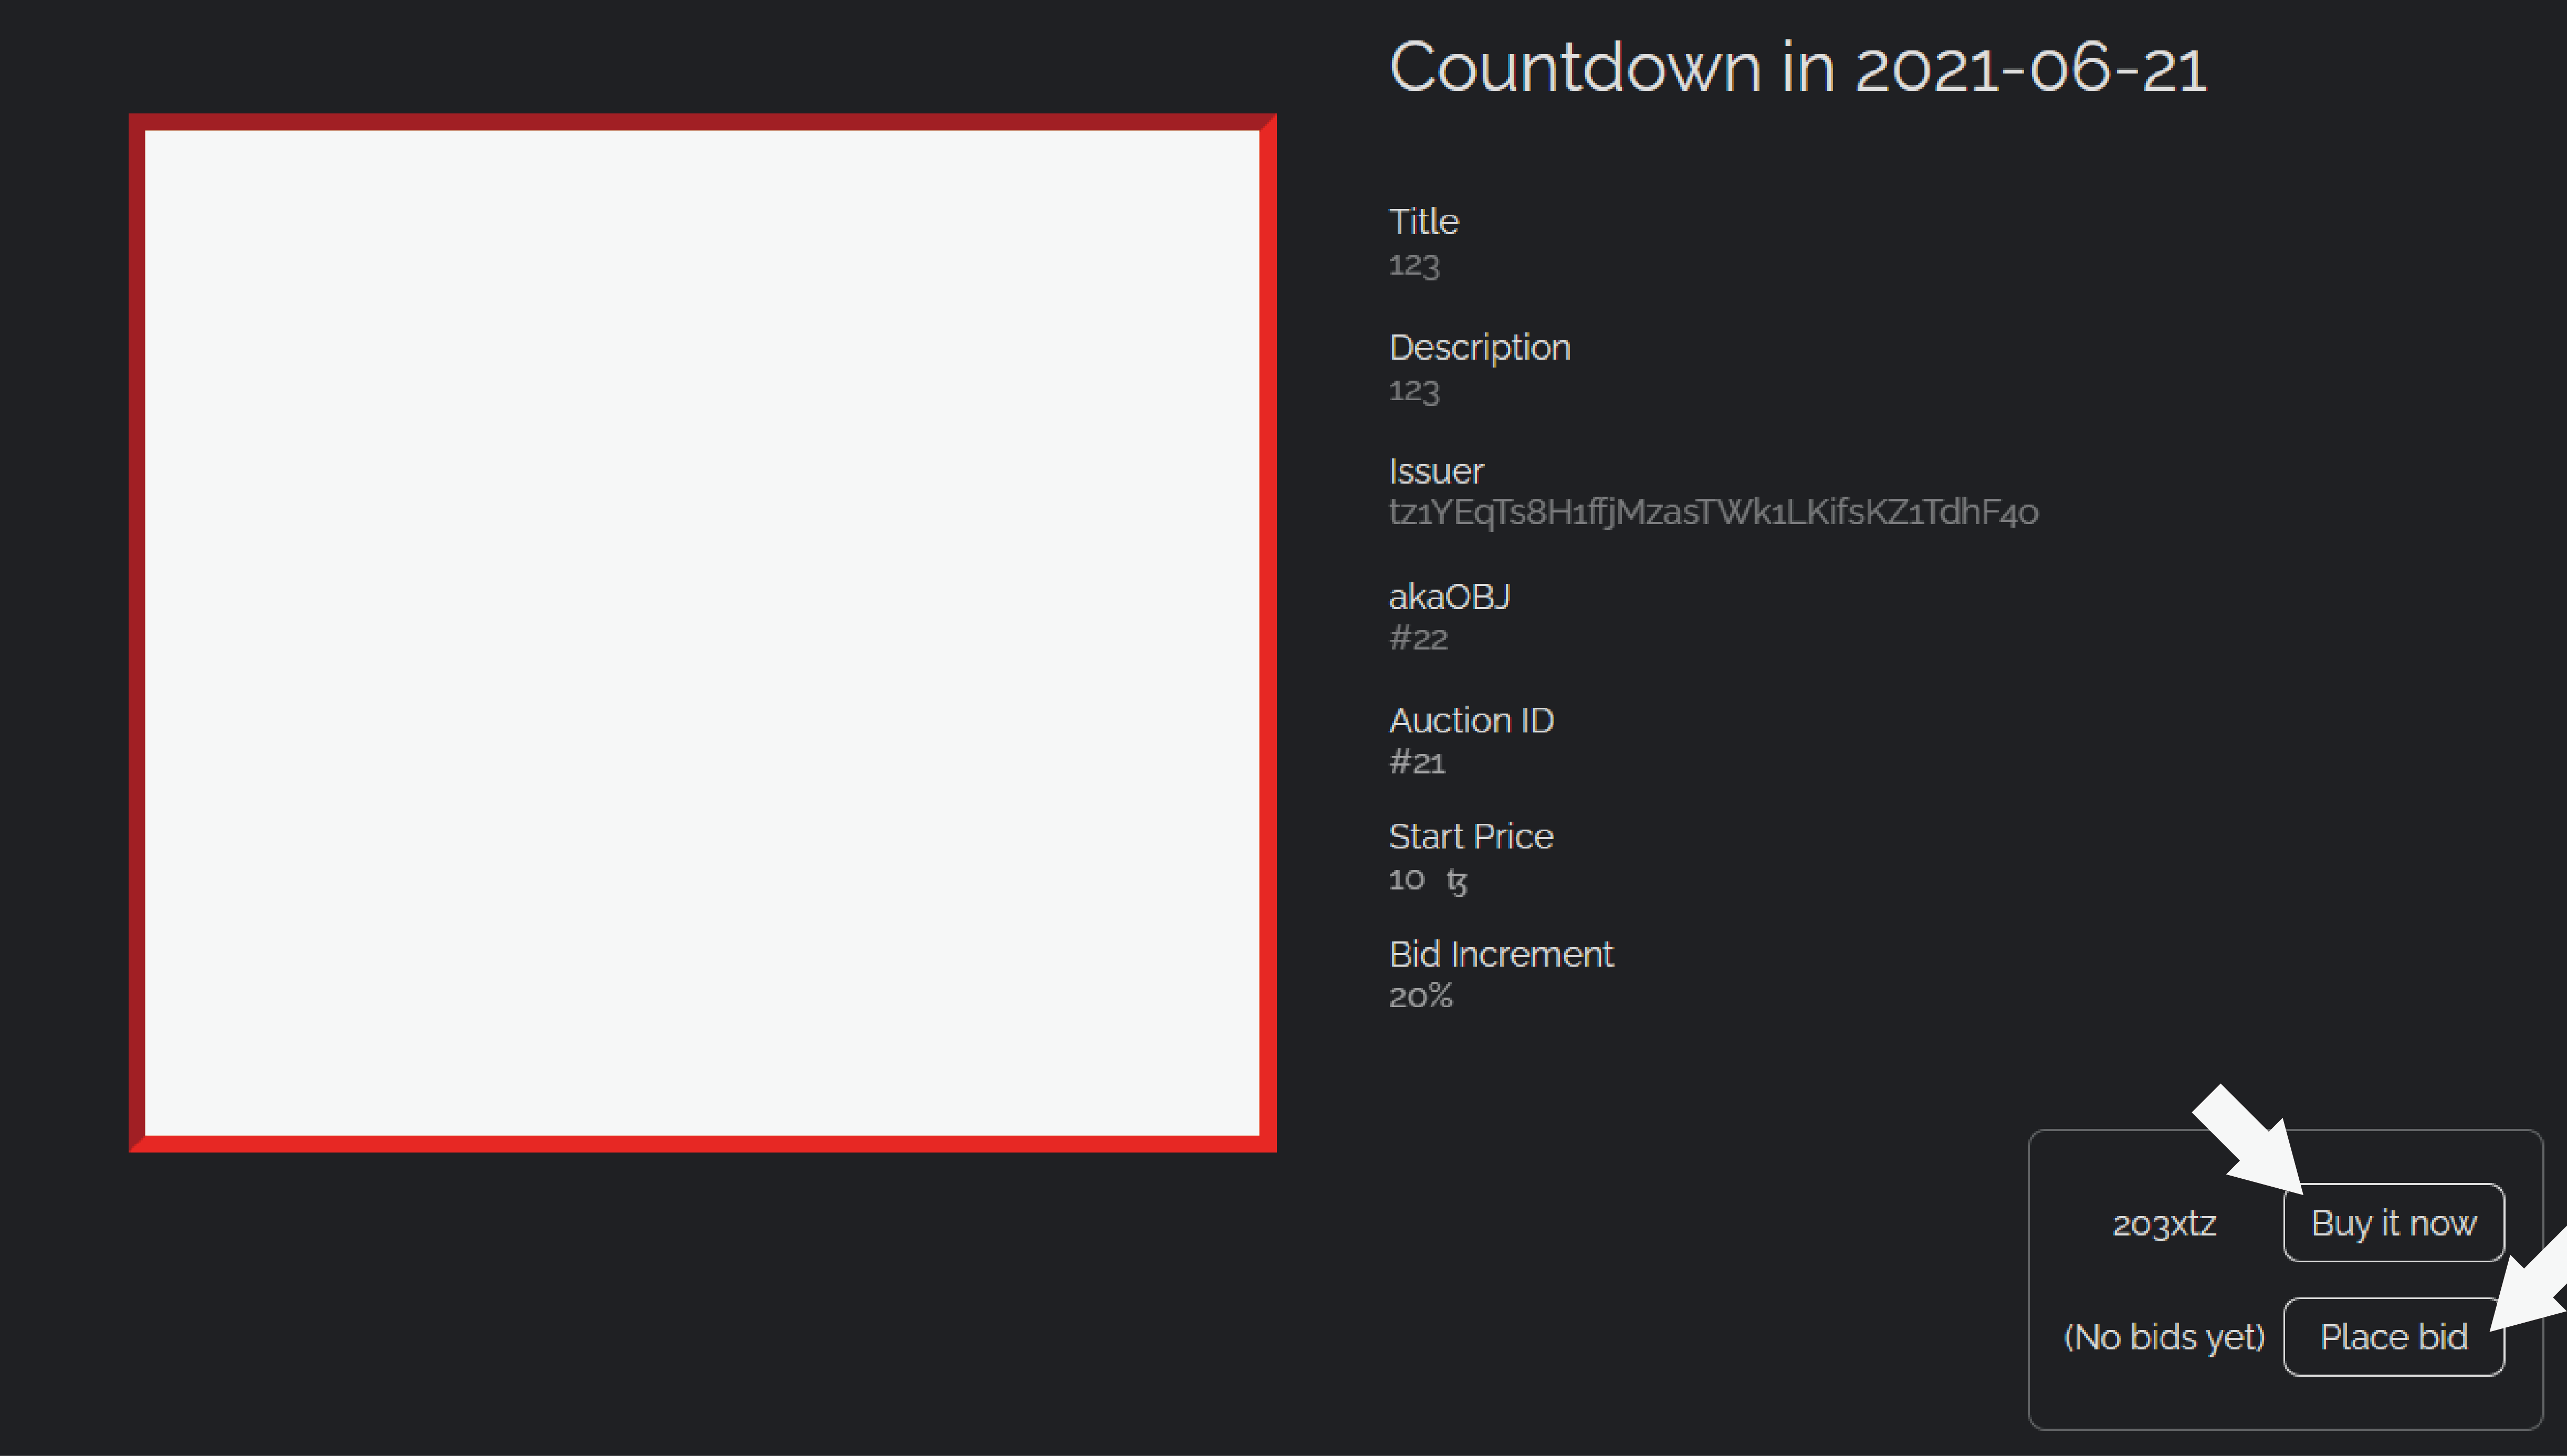 Countdown in 2021-06-21
Title
123
Description
123
Issuer
tz1YEqTs8H1ffjMzasTWk1LKifsKZ1TdhF4o
akaOBJ
#22
Auction ID
#21
Start Price
10 ꜩ
Bid Increment
20%
203xtz Buy it now
(No bids yet) Place bid